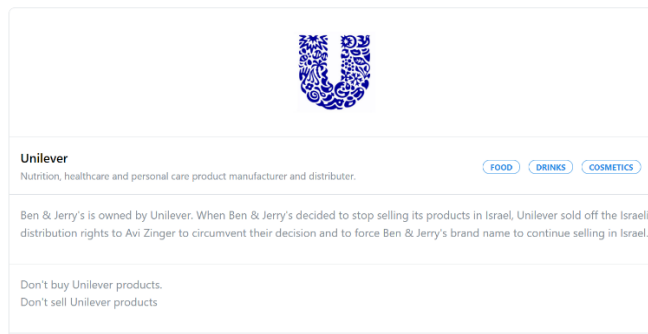 Unilever
Nutrition, healthcare and personal care product manufacturer and distributer.
FOOD DRINKS COSMETICS
Ben & Jerry's is owned by Unilever. When Ben & Jerry's decided to stop selling its products in Israel, Unilever sold off the Israeli
distribution rights to Avi Zinger to circumvent their decision and to force Ben & Jerry's brand name to continue selling in Israel.
Don't buy Unilever products.
Don't sell Unilever products